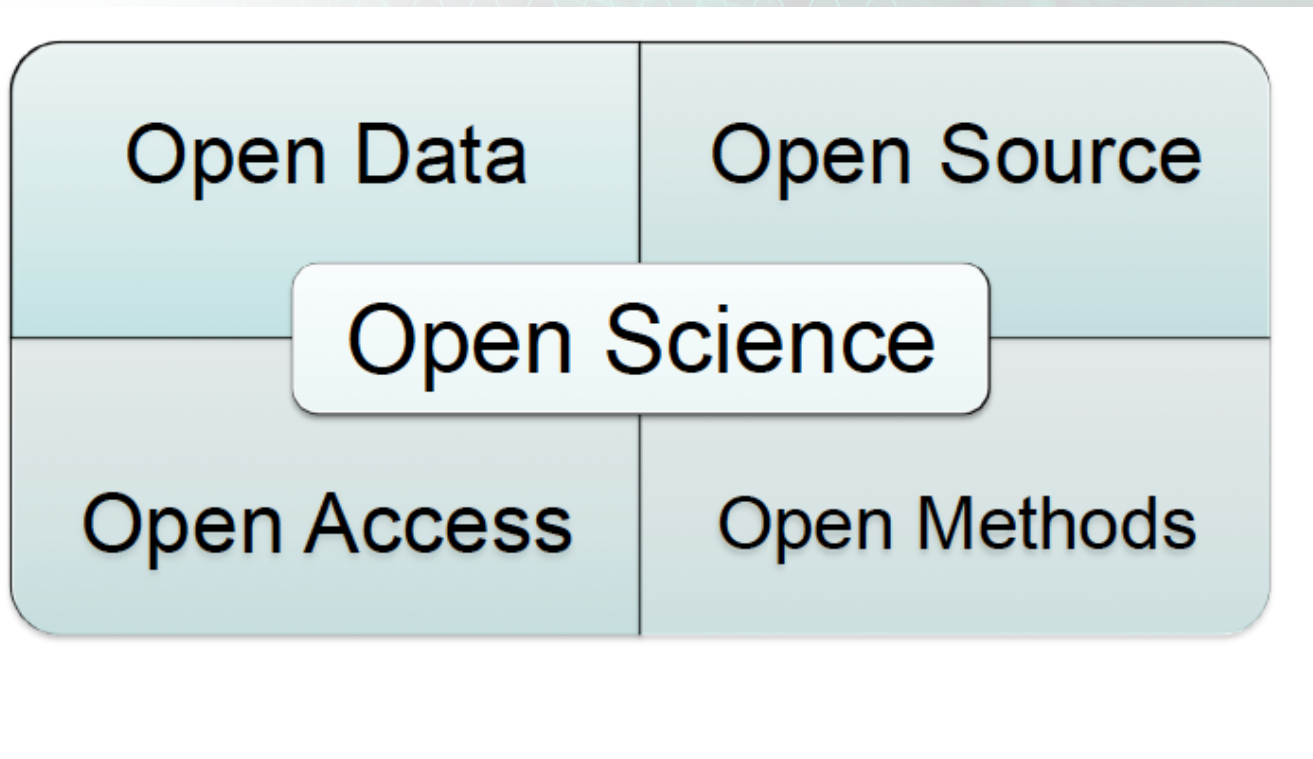 Open Data
Open Source
Open Science
Open Access
Open Methods